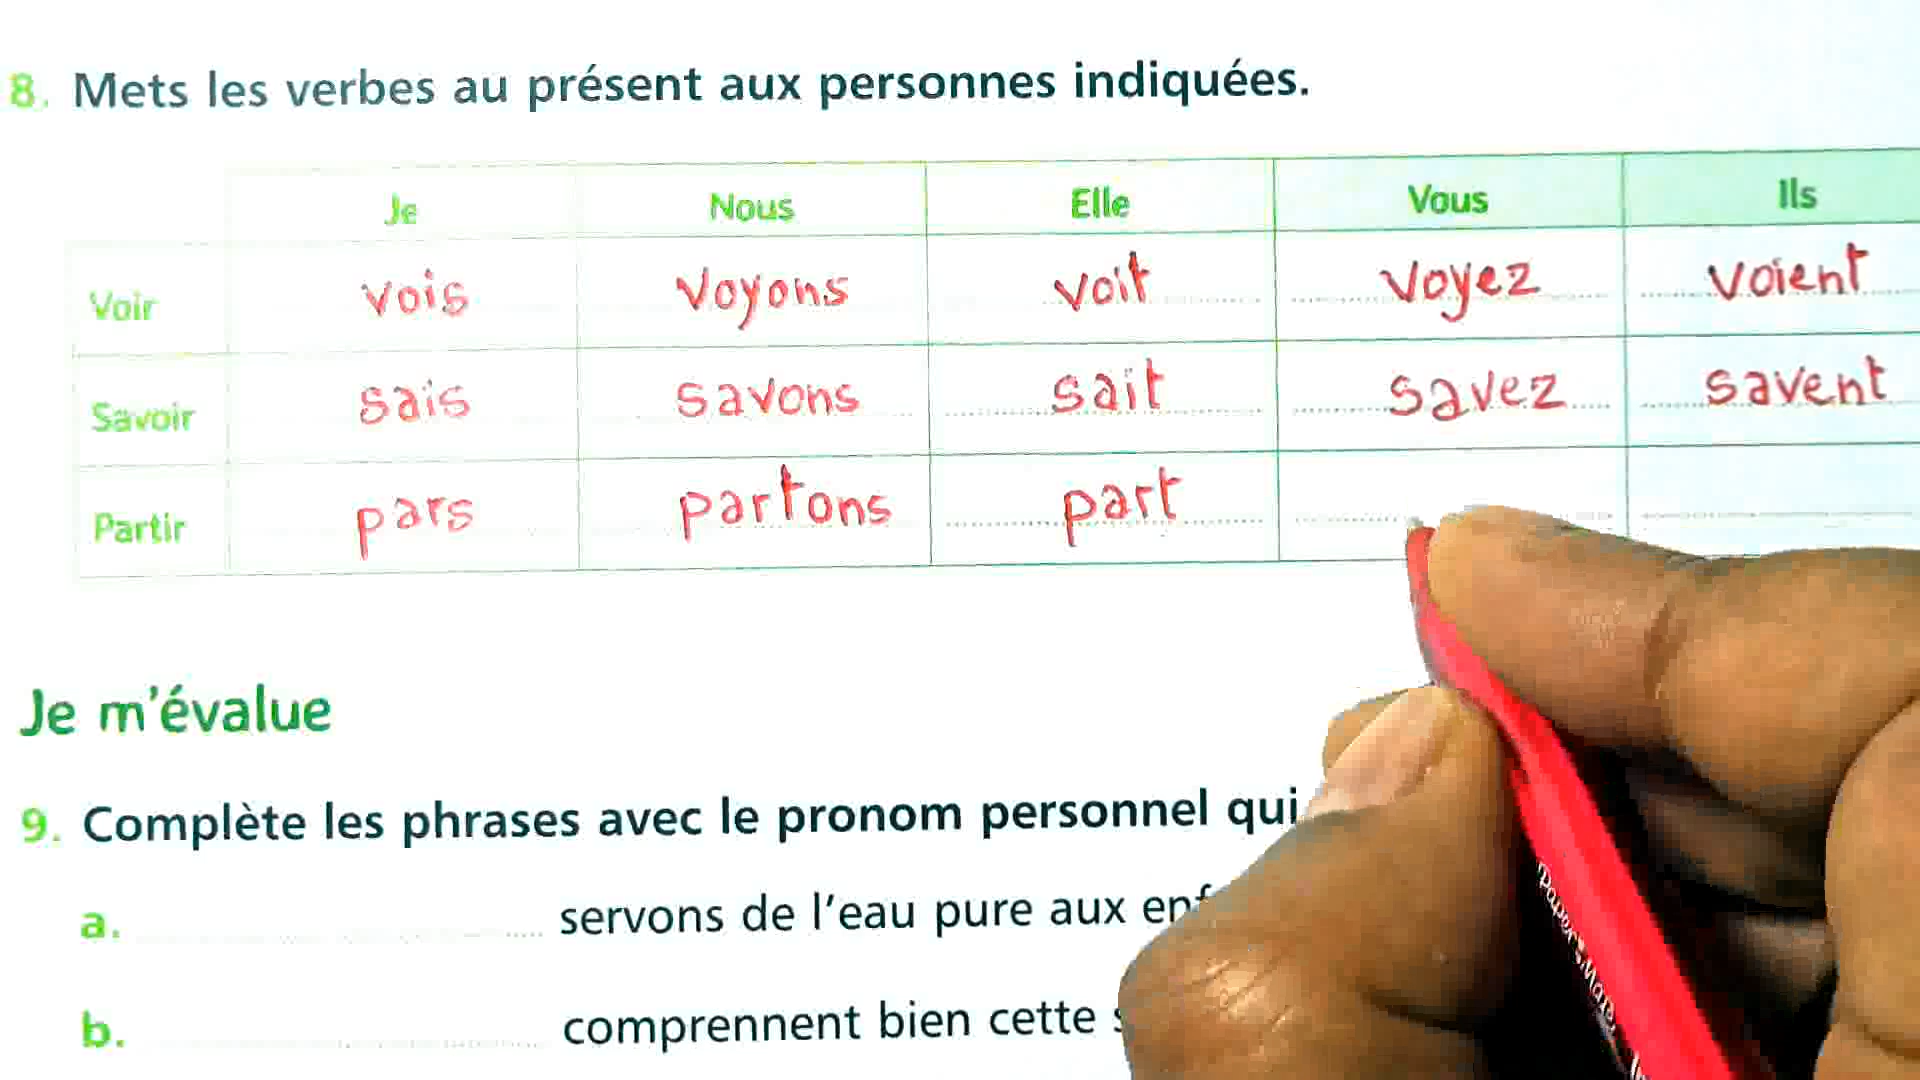 8. Mets les verbes au présent aux personnes indiquées.
Je Nous Elle Vous Ils
Voir vois voyons voit voyez voient
Savoir sais savons sait savez savent
Partir pars partons part
Je m'évalue
9. Complète les phrases avec le pronom personnel qui
a. servons de l'eau pure aux
b. comprennent bien cette
PaperMate